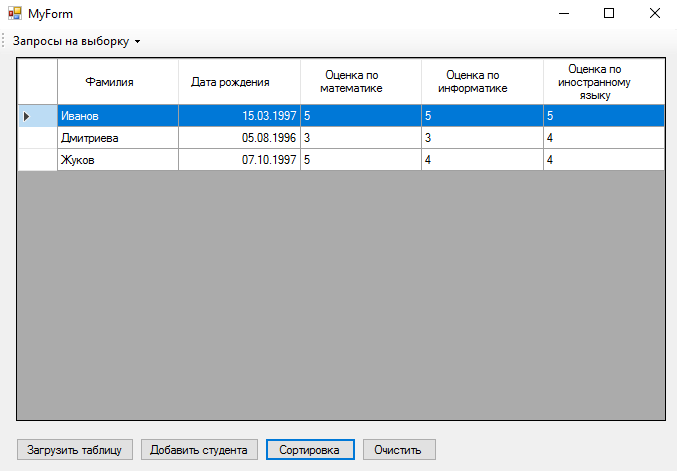 MyForm
Запросы на выборку
Фамилия Дата рождения Оценка по математике Оценка по информатике Оценка по иностранному языку
Иванов 15.03.1997 5 5 5
Дмитриева 05.08.1996 3 3 4
Жуков 07.10.1997 5 4 4
Загрузить таблицу Добавить студента Сортировка Очистить